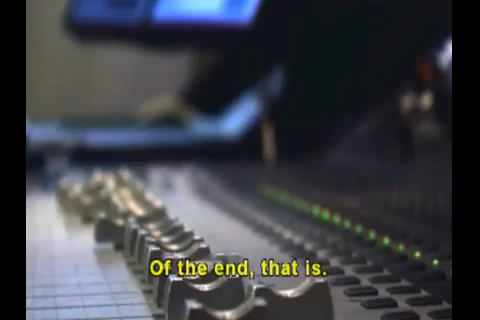 Of the end, that is.